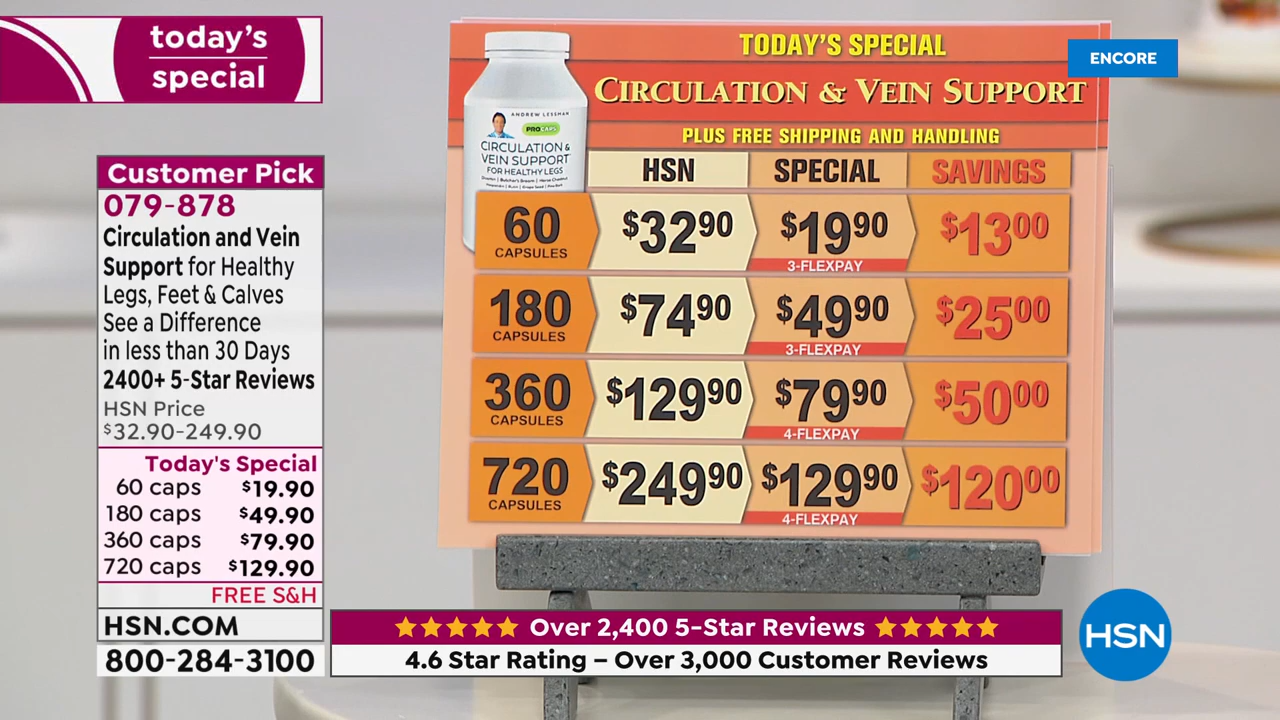 today's
special
ENCORE
Customer Pick
079-878
Circulation and Vein
Support for Healthy
Legs, Feet & Calves
See a Difference
in less than 30 Days
2400+ 5-Star Reviews
HSN Price
$32.90-249.90
Today's Special
60 caps $19.90
180 caps $49.90
360 caps $79.90
720 caps $129.90
FREE S&H
HSN.COM
800-284-3100
TODAY'S SPECIAL
CIRCULATION & VEIN SUPPORT
PLUS FREE SHIPPING AND HANDLING
ANDREW LESSMAN
PROCAPS
CIRCULATION &
VEIN SUPPORT
FOR HEALTHY LEGS
HSN SPECIAL SAVINGS
60 CAPSULES $32.90 $19.90 3-FLEXPAY $13.00
180 CAPSULES $74.90 $49.90 3-FLEXPAY $25.00
360 CAPSULES $129.90 $79.90 4-FLEXPAY $50.00
720 CAPSULES $249.90 $129.90 4-FLEXPAY $120.00
Over 2,400 5-Star Reviews
4.6 Star Rating – Over 3,000 Customer Reviews
HSN